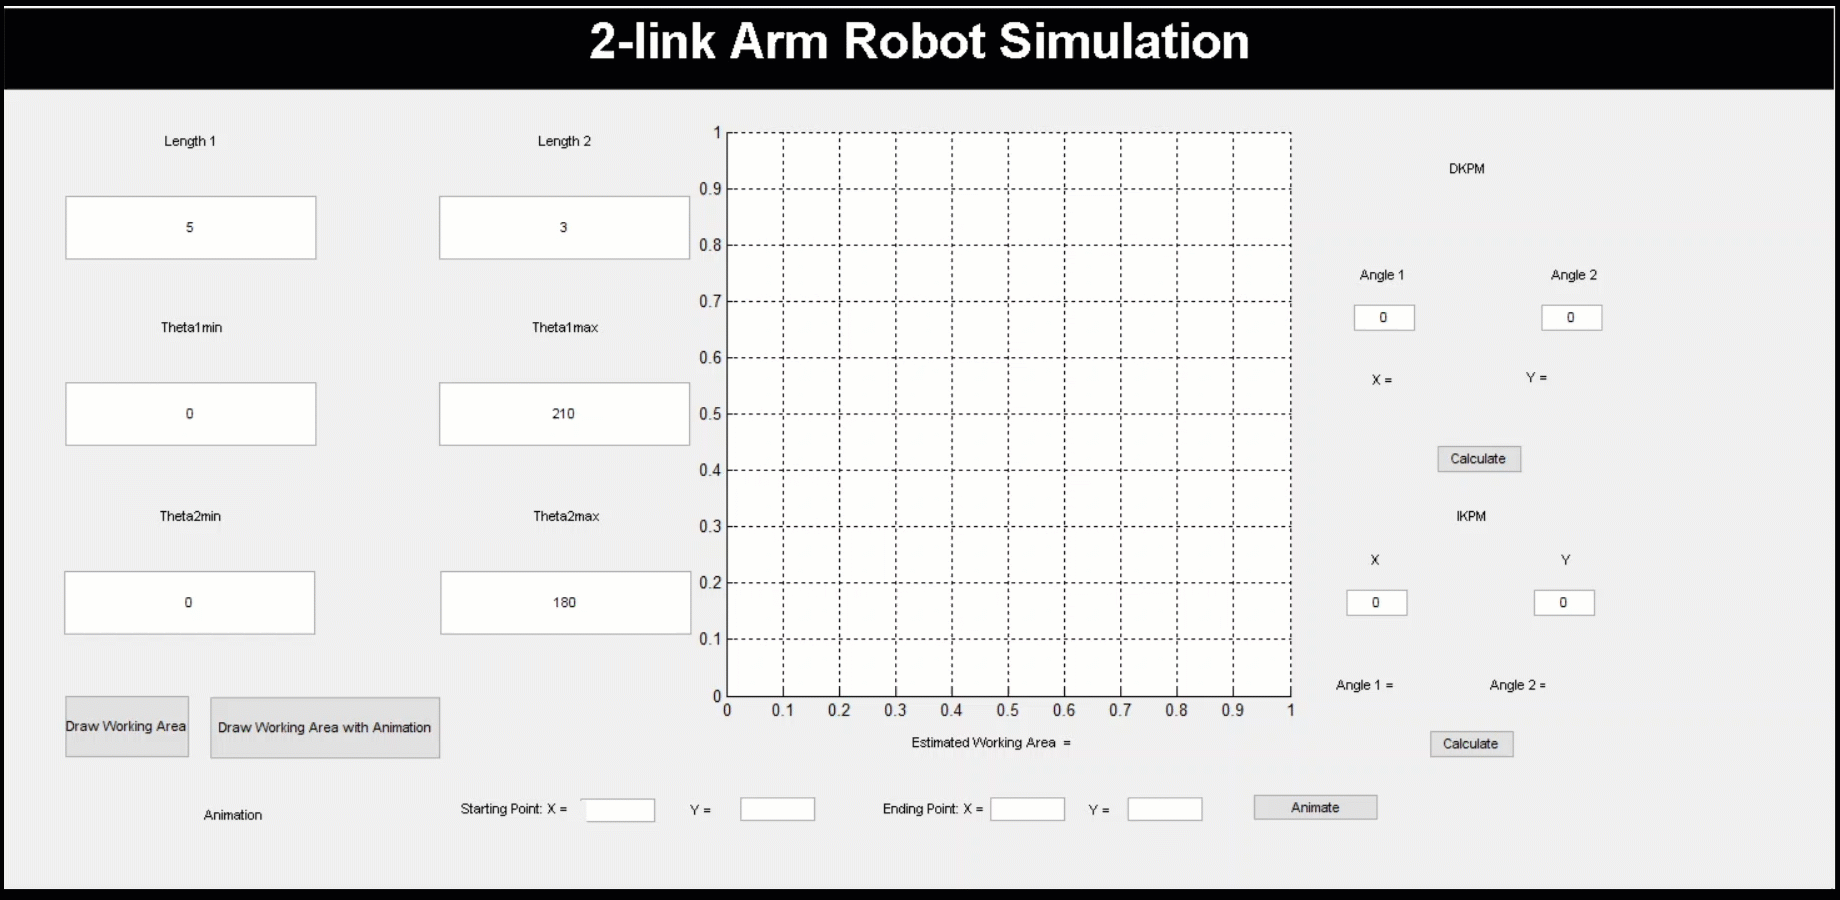 2-link Arm Robot Simulation
Length 1
Length 2
5
3
Theta1min
Theta1max
0
210
Theta2min
Theta2max
0
180
Draw Working Area
Draw Working Area with Animation
1
0.9
0.8
0.7
0.6
0.5
0.4
0.3
0.2
0.1
0
0 0.1 0.2 0.3 0.4 0.5 0.6 0.7 0.8 0.9 1
Estimated Working Area =
DKPM
Angle 1
Angle 2
0
0
X =
Y =
Calculate
IKPM
X
Y
0
0
Angle 1 =
Angle 2 =
Calculate
Animation
Starting Point: X =
Y =
Ending Point: X =
Y =
Animate